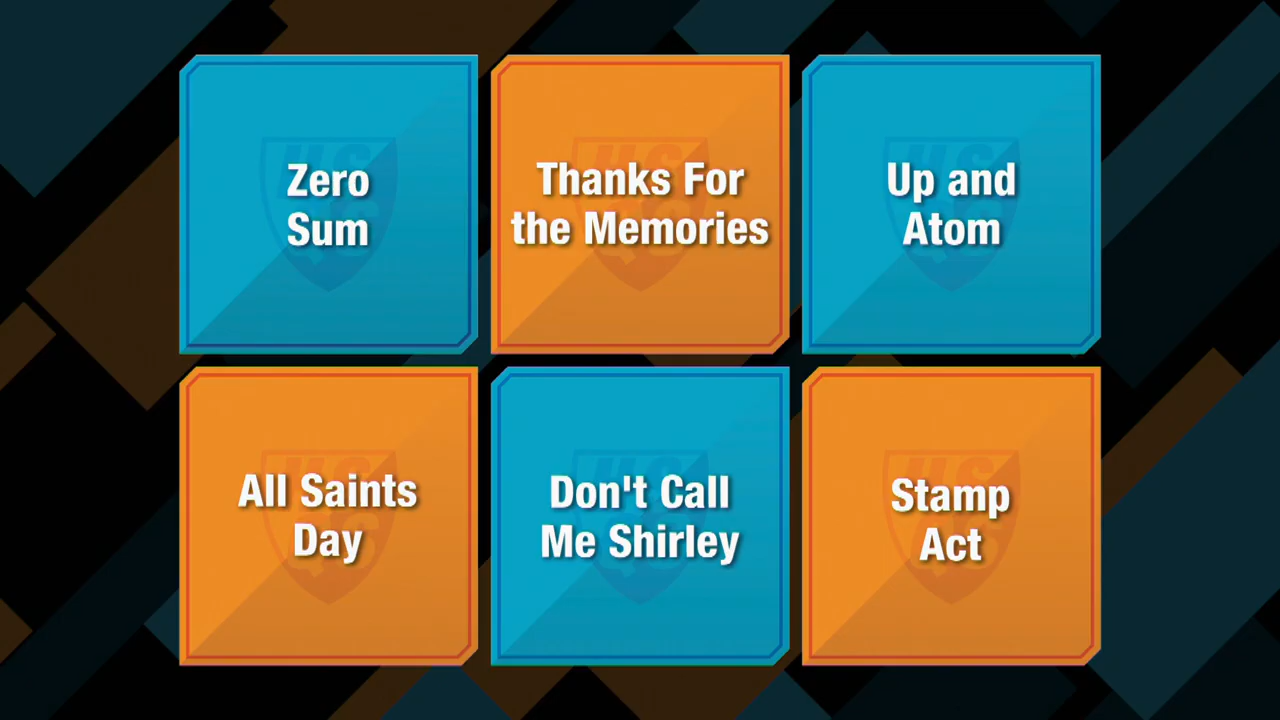 Zero
Sum
Thanks For
the Memories
Up and
Atom
All Saints
Day
Don't Call
Me Shirley
Stamp
Act